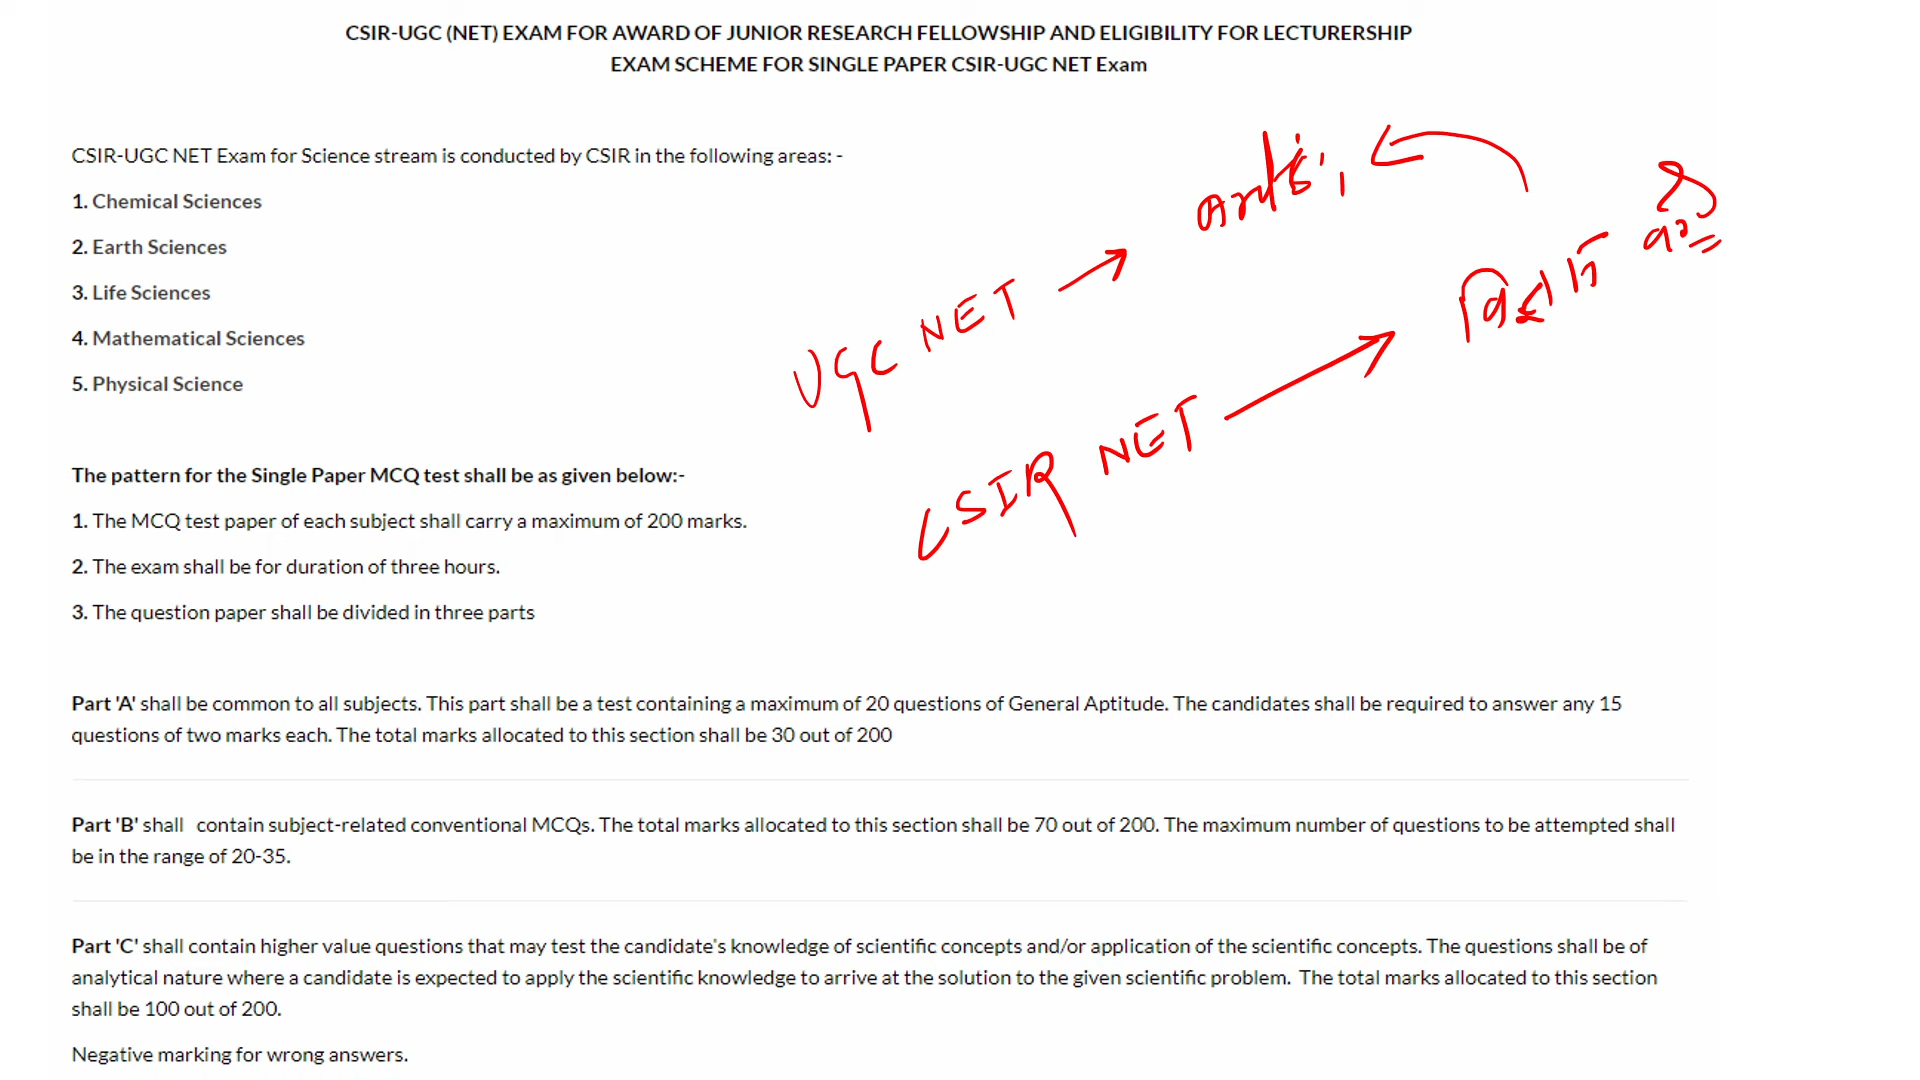 CSIR-UGC (NET) EXAM FOR AWARD OF JUNIOR RESEARCH FELLOWSHIP AND ELIGIBILITY FOR LECTURERSHIP
EXAM SCHEME FOR SINGLE PAPER CSIR-UGC NET Exam
CSIR-UGC NET Exam for Science stream is conducted by CSIR in the following areas: -
1. Chemical Sciences
2. Earth Sciences
3. Life Sciences
4. Mathematical Sciences
5. Physical Science
UGC NET
CSIR NET
The pattern for the Single Paper MCQ test shall be as given below:-
1. The MCQ test paper of each subject shall carry a maximum of 200 marks.
2. The exam shall be for duration of three hours.
3. The question paper shall be divided in three parts
Part 'A' shall be common to all subjects. This part shall be a test containing a maximum of 20 questions of General Aptitude. The candidates shall be required to answer any 15
questions of two marks each. The total marks allocated to this section shall be 30 out of 200
Part 'B' shall contain subject-related conventional MCQs. The total marks allocated to this section shall be 70 out of 200. The maximum number of questions to be attempted shall
be in the range of 20-35.
Part 'C' shall contain higher value questions that may test the candidate's knowledge of scientific concepts and/or application of the scientific concepts. The questions shall be of
analytical nature where a candidate is expected to apply the scientific knowledge to arrive at the solution to the given scientific problem. The total marks allocated to this section
shall be 100 out of 200.
Negative marking for wrong answers.